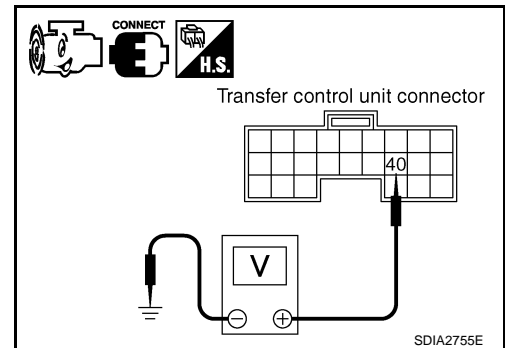 CONNECT
H.S.
Transfer control unit connector
40
V
− +
SDIA2755E